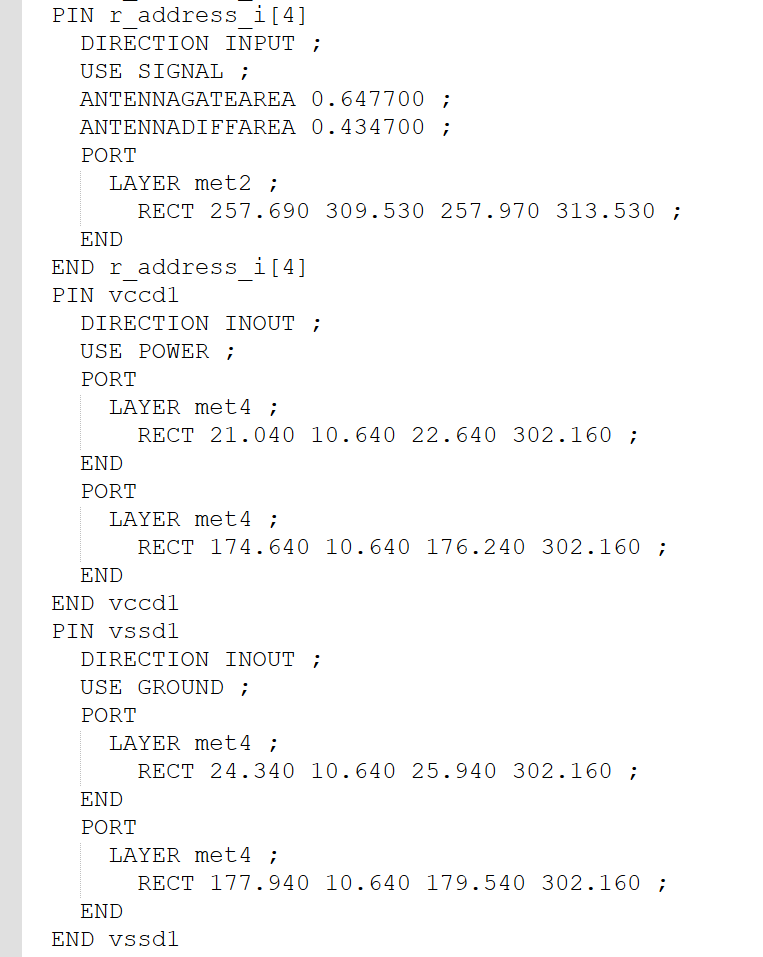 PIN r_address_i[4]
DIRECTION INPUT ;
USE SIGNAL ;
ANTENNAGATEAREA 0.647700 ;
ANTENNADIFFAREA 0.434700 ;
PORT
LAYER met2 ;
RECT 257.690 309.530 257.970 313.530 ;
END
END r_address_i[4]
PIN vccd1
DIRECTION INOUT ;
USE POWER ;
PORT
LAYER met4 ;
RECT 21.040 10.640 22.640 302.160 ;
END
PORT
LAYER met4 ;
RECT 174.640 10.640 176.240 302.160 ;
END
END vccd1
PIN vssd1
DIRECTION INOUT ;
USE GROUND ;
PORT
LAYER met4 ;
RECT 24.340 10.640 25.940 302.160 ;
END
PORT
LAYER met4 ;
RECT 177.940 10.640 179.540 302.160 ;
END
END vssd1